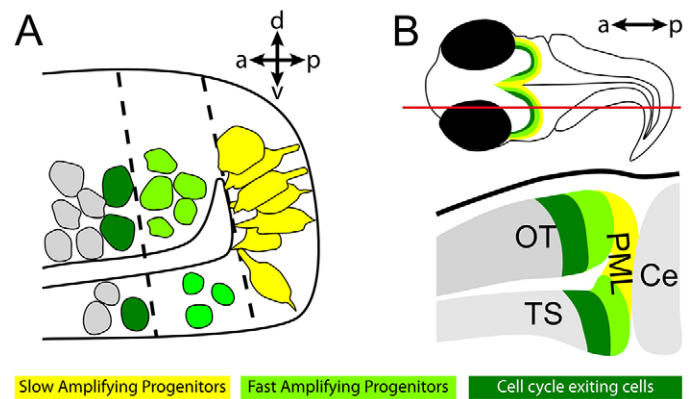 A
d
a p
v
B
a p
OT
PML
Ce
TS
Slow Amplifying Progenitors
Fast Amplifying Progenitors
Cell cycle exiting cells